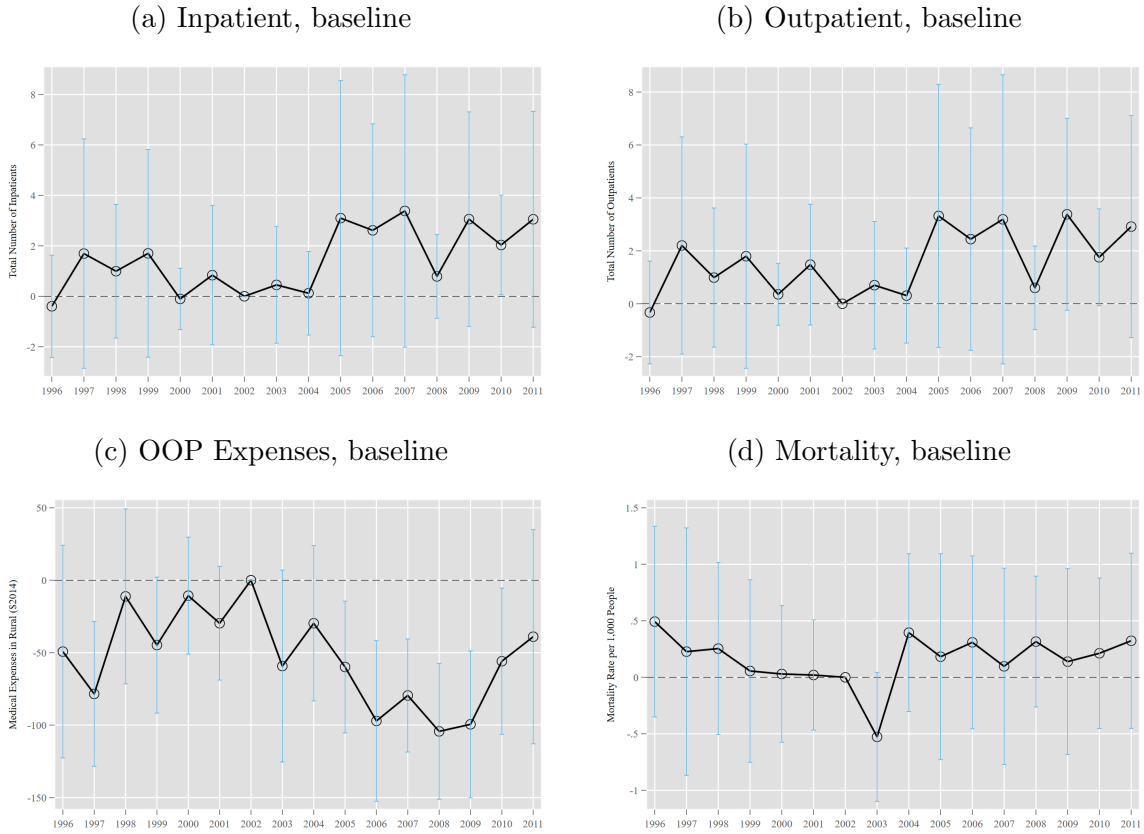 (a) Inpatient, baseline
Total Number of Inpatients
8
6
4
2
0
-2
1996 1997 1998 1999 2000 2001 2002 2003 2004 2005 2006 2007 2008 2009 2010 2011
(b) Outpatient, baseline
Total Number of Outpatients
8
6
4
2
0
-2
1996 1997 1998 1999 2000 2001 2002 2003 2004 2005 2006 2007 2008 2009 2010 2011
(c) OOP Expenses, baseline
Medical Expenses in Rural ($2014)
50
0
-50
-100
-150
1996 1997 1998 1999 2000 2001 2002 2003 2004 2005 2006 2007 2008 2009 2010 2011
(d) Mortality, baseline
Mortality Rate per 1,000 People
1.5
1
.5
0
-.5
-1
1996 1997 1998 1999 2000 2001 2002 2003 2004 2005 2006 2007 2008 2009 2010 2011